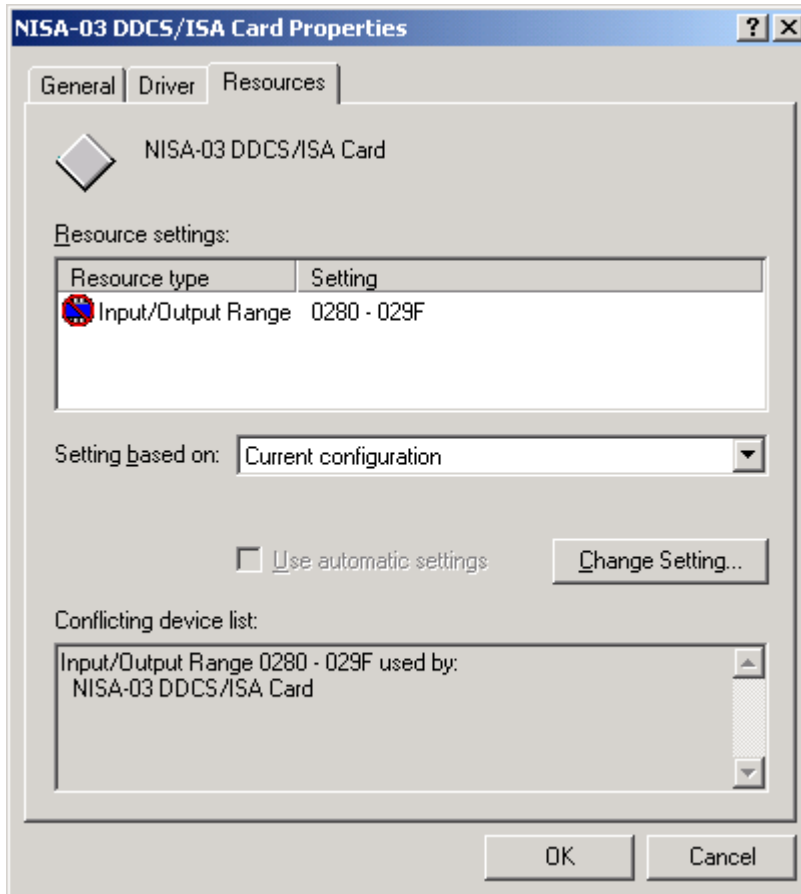 NISA-03 DDCS/ISA Card Properties
General Driver Resources
NISA-03 DDCS/ISA Card
Resource settings:
Resource type Setting
Input/Output Range 0280 - 029F
Setting based on: Current configuration
Use automatic settings Change Setting...
Conflicting device list:
Input/Output Range 0280 - 029F used by:
NISA-03 DDCS/ISA Card
OK Cancel